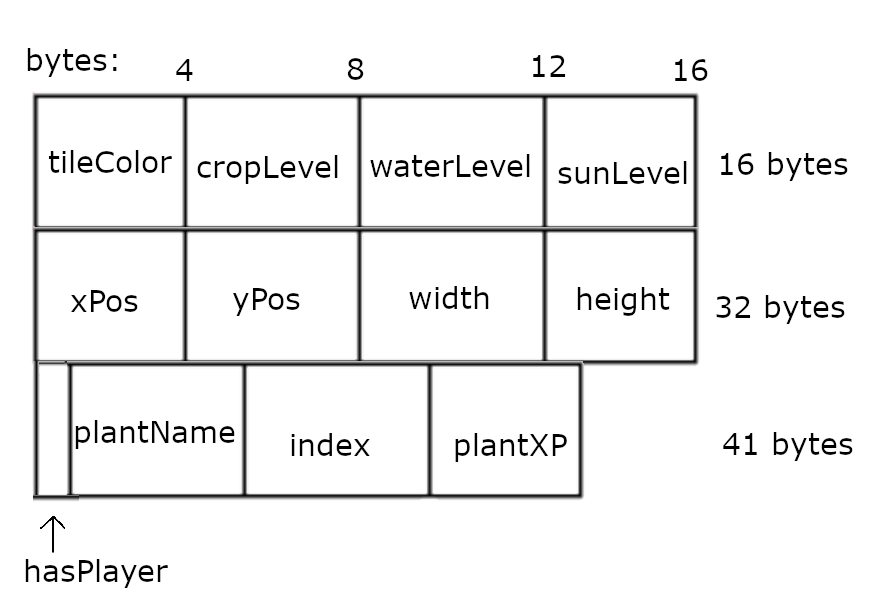 bytes: 4 8 12 16
tileColor cropLevel waterLevel sunLevel 16 bytes
xPos yPos width height 32 bytes
plantName index plantXP 41 bytes
hasPlayer